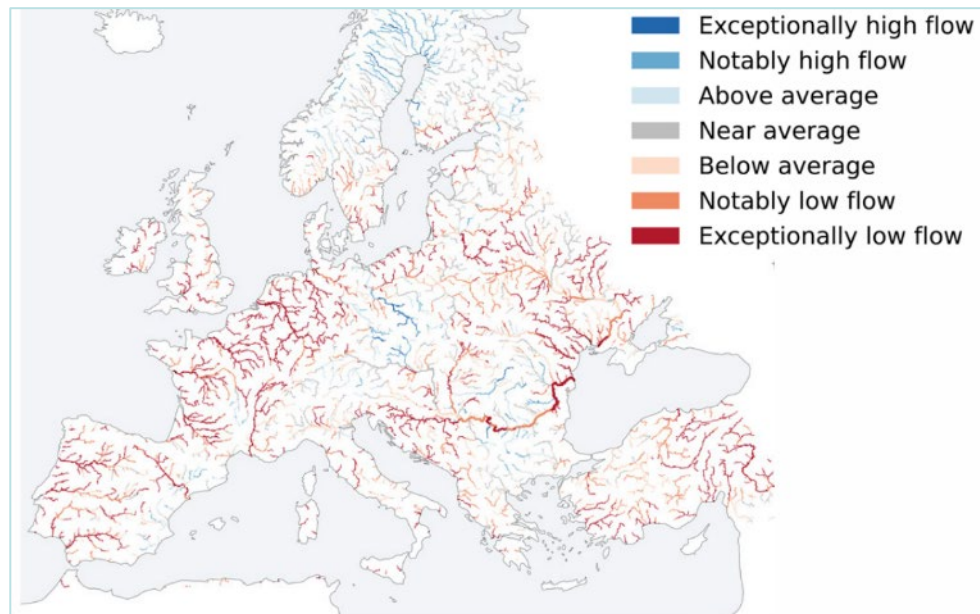 Exceptionally high flow
Notably high flow
Above average
Near average
Below average
Notably low flow
Exceptionally low flow